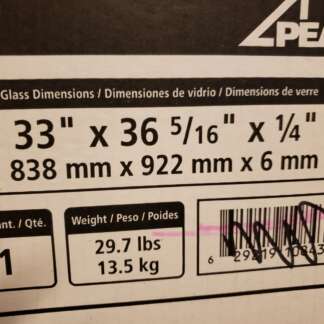 Glass Dimensions / Dimensiones de vidrio / Dimensions de verre
33" x 36 5/16" x ¼"
838 mm x 922 mm x 6 mm
Weight / Peso / Poides
/ Qté.
1
29.7 lbs
13.5 kg
6